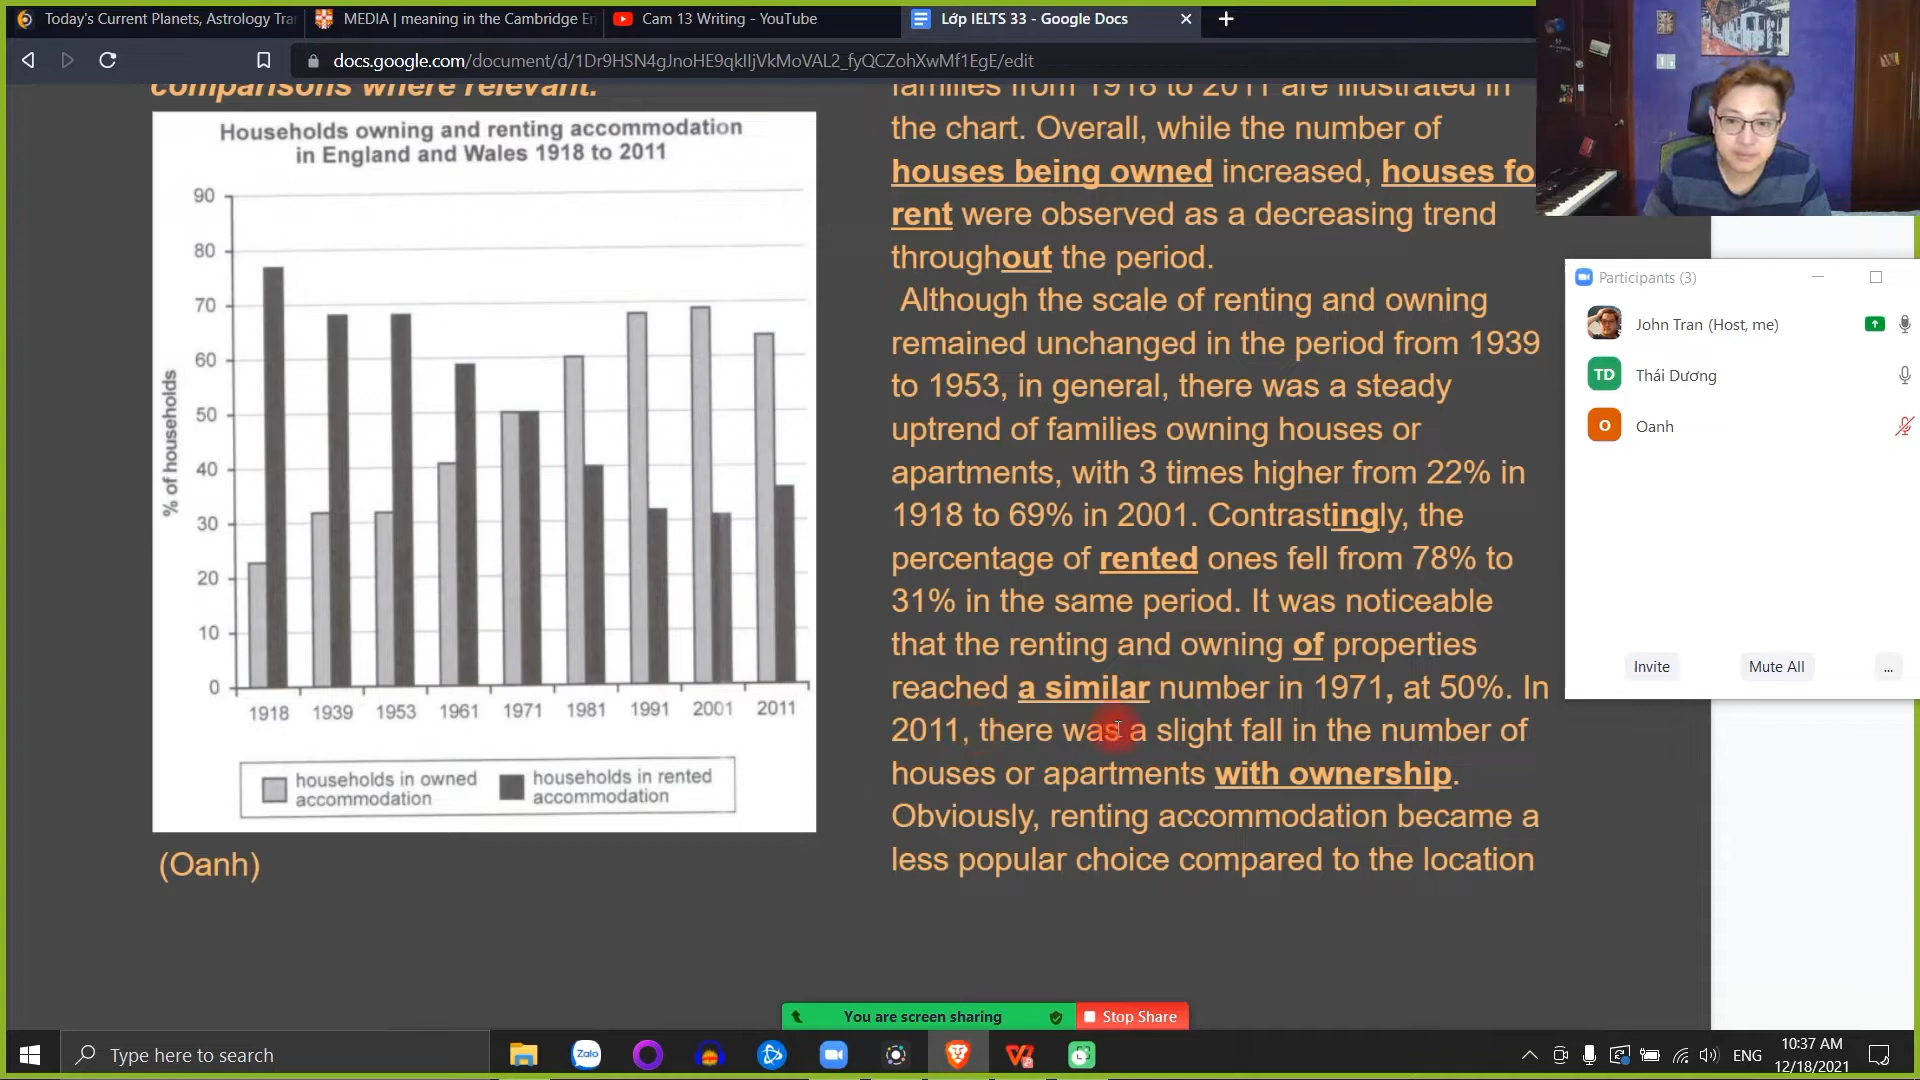 Today's Current Planets, Astrology Tra
MEDIA | meaning in the Cambridge En
Cam 13 Writing - YouTube
Lớp IELTS 33 - Google Docs
docs.google.com/document/d/1Dr9HSN4gJnoHE9qkIIjVkMoVAL2_fyQCZohXwMf1EgE/edit
comparisons where relevant.
Households owning and renting accommodation
in England and Wales 1918 to 2011
90
80
70
60
50
40
30
20
10
0
% of households
1918 1939 1953 1961 1971 1981 1991 2001 2011
households in owned
accommodation
households in rented
accommodation
(Oanh)
families from 1918 to 2011 are illustrated in
the chart. Overall, while the number of
houses being owned increased, houses fo
rent were observed as a decreasing trend
throughout the period.
Although the scale of renting and owning
remained unchanged in the period from 1939
to 1953, in general, there was a steady
uptrend of families owning houses or
apartments, with 3 times higher from 22% in
1918 to 69% in 2001. Contrastingly, the
percentage of rented ones fell from 78% to
31% in the same period. It was noticeable
that the renting and owning of properties
reached a similar number in 1971, at 50%. In
2011, there was a slight fall in the number of
houses or apartments with ownership.
Obviously, renting accommodation became a
less popular choice compared to the location
Participants (3)
John Tran (Host, me)
TD Thái Dương
O Oanh
Invite
Mute All
...
You are screen sharing
Stop Share
Type here to search
Zalo
ENG
10:37 AM
12/18/2021